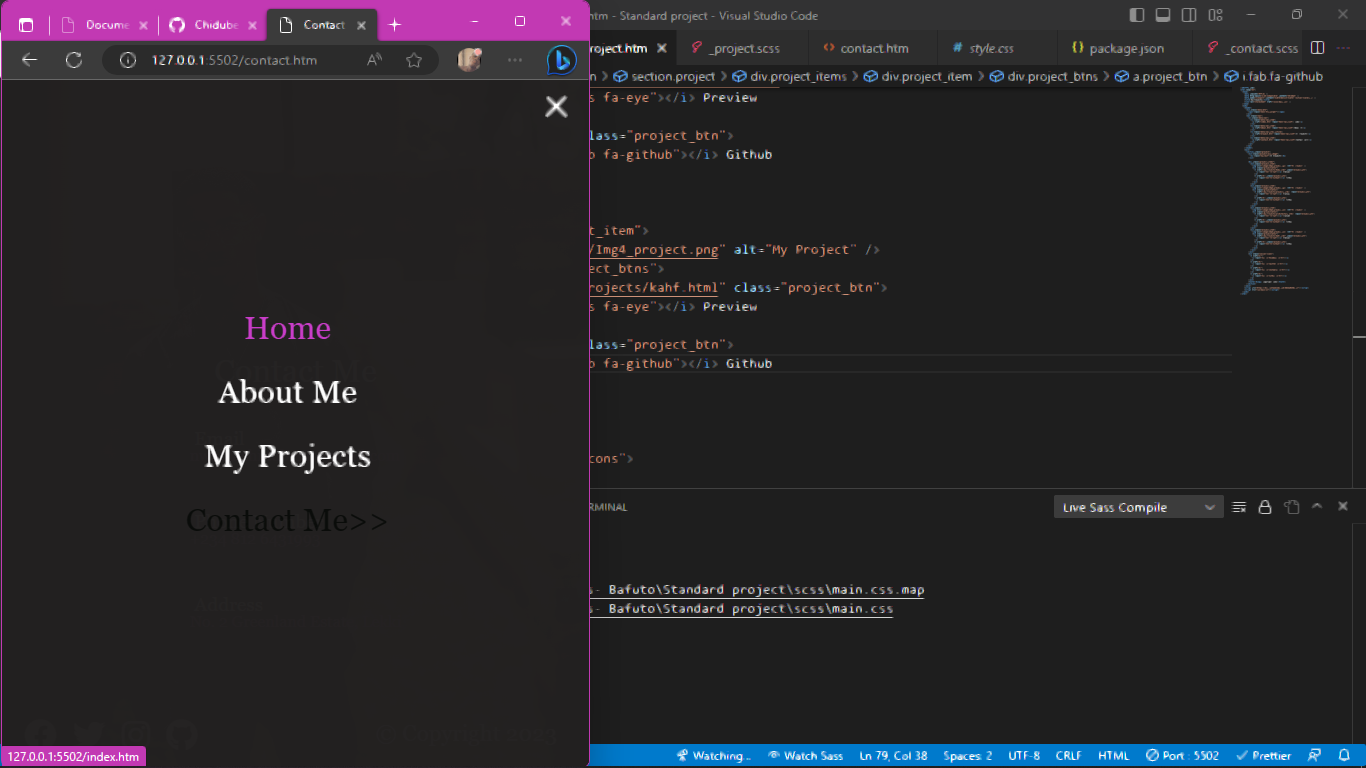 Docume
Chidube
Contact
127.0.0.1:5502/contact.htm
Home
Contact Me
About Me
My Projects
Contact Me>>
Address
© Copyright 202
127.0.0.1:5502/index.htm
htm - Standard project - Visual Studio Code
roject.htm
_project.scss
contact.htm
style.css
package.json
_contact.scss
n > section.project > div.project_items > div.project_item > div.project_btns > a.project_btn > i.fab.fa-github
s fa-eye"></i> Preview
lass="project_btn">
b fa-github"></i> Github
t_item">
/Img4_project.png" alt="My Project" />
ect_btns">
rojects/kahf.html" class="project_btn">
s fa-eye"></i> Preview
lass="project_btn">
b fa-github"></i> Github
cons">
RMINAL
Live Sass Compile
s- Bafuto\Standard project\scss\main.css.map
s- Bafuto\Standard project\scss\main.css
Watching...
Watch Sass
Ln 79, Col 38
Spaces: 2
UTF-8
CRLF
HTML
Port : 5502
Prettier